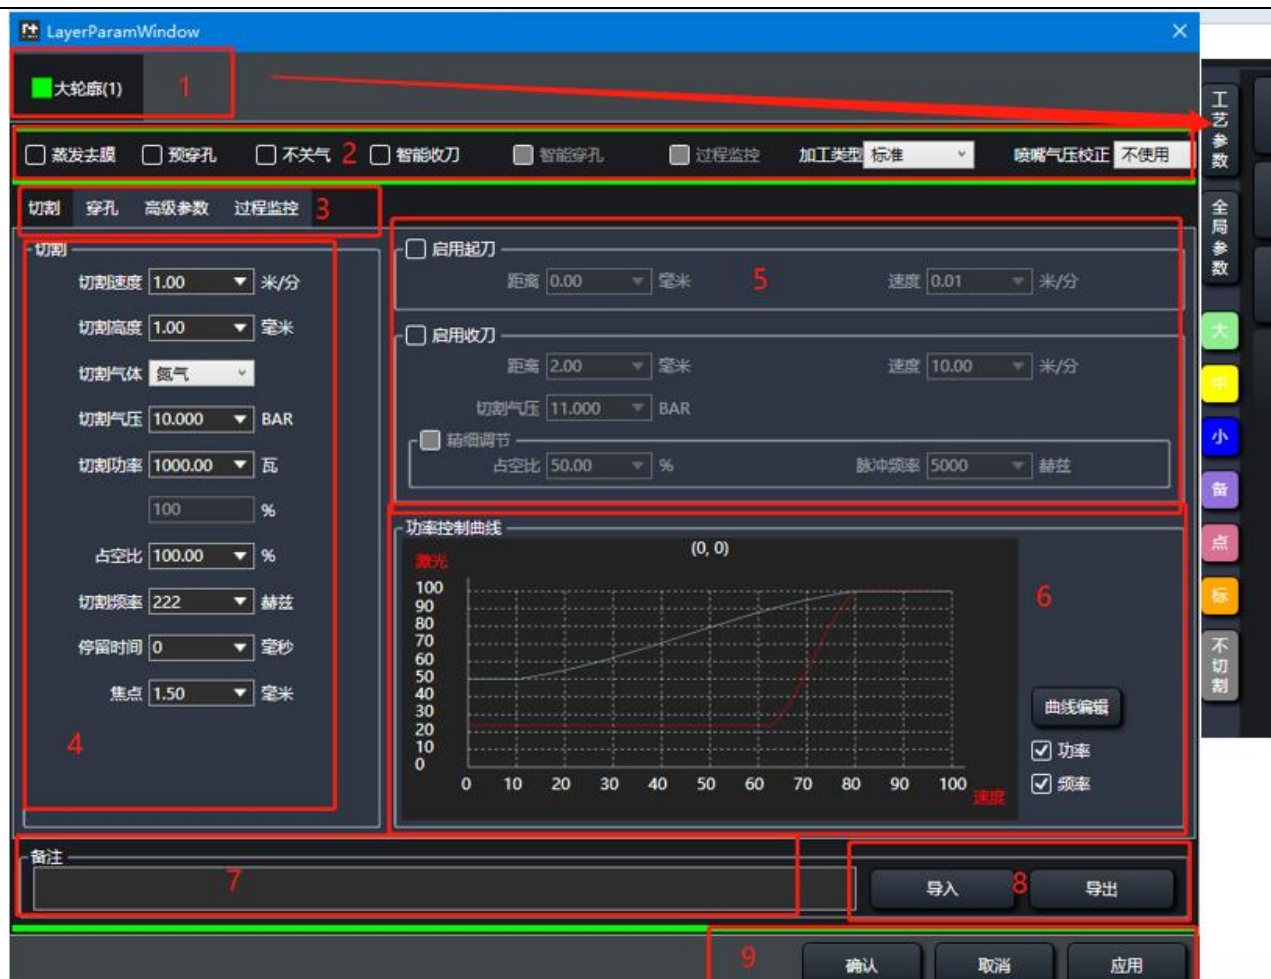 LayerParamWindow
大轮廓(1) 1
蒸发去膜 预穿孔 不关气 2 智能收刀 智能穿孔 过程监控 加工类型 标准 喷嘴气压校正 不使用
切割 穿孔 高级参数 过程监控 3
切割
切割速度 1.00 米/分
切割高度 1.00 毫米
切割气体 氮气
切割气压 10.000 BAR
切割功率 1000.00 瓦
100 %
占空比 100.00 %
切割频率 222 赫兹
停留时间 0 毫秒
焦点 1.50 毫米
4
启用起刀
距离 0.00 毫米 5 速度 0.01 米/分
启用收刀
距离 2.00 毫米 速度 10.00 米/分
切割气压 11.000 BAR
精细调节
占空比 50.00 % 脉冲频率 5000 赫兹
功率控制曲线
(0, 0)
激光
100
90
80
70
60
50
40
30
20
10
0
0 10 20 30 40 50 60 70 80 90 100
速度
6
曲线编辑
功率
频率
备注
7
导入 8 导出
9 确认 取消 应用
工艺参数
全局参数
大
中
小
备
点
标
不切割